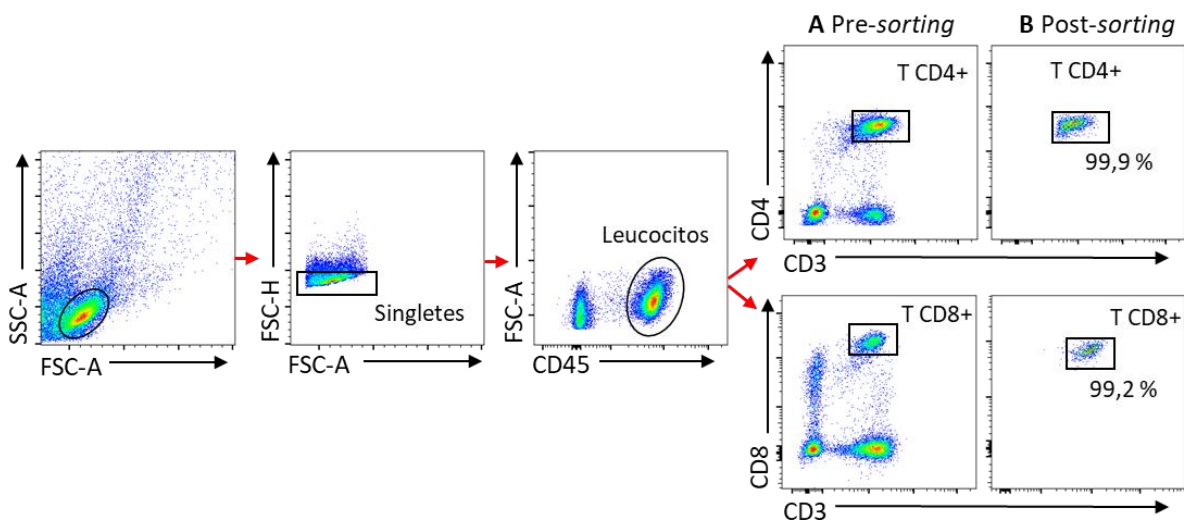 A Pre-sorting
B Post-sorting
SSC-A
FSC-A
FSC-H
Singletes
FSC-A
FSC-A
Leucocitos
CD45
CD4
T CD4+
T CD4+
99,9 %
CD3
CD8
T CD8+
T CD8+
99,2 %
CD3